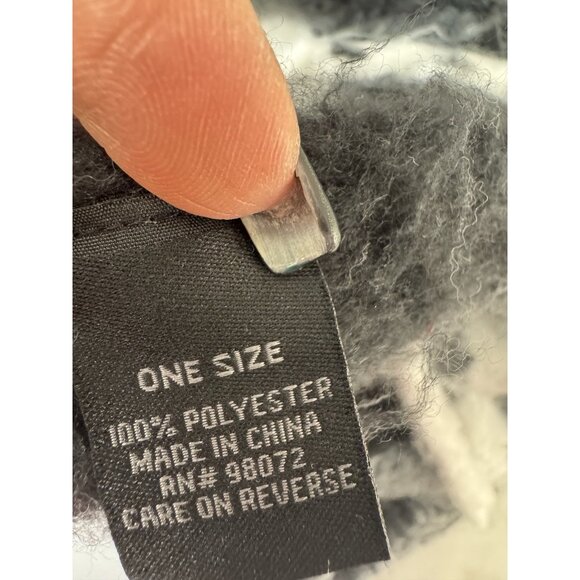 ONE SIZE
100% POLYESTER
MADE IN CHINA
RN# 98072
CARE ON REVERSE